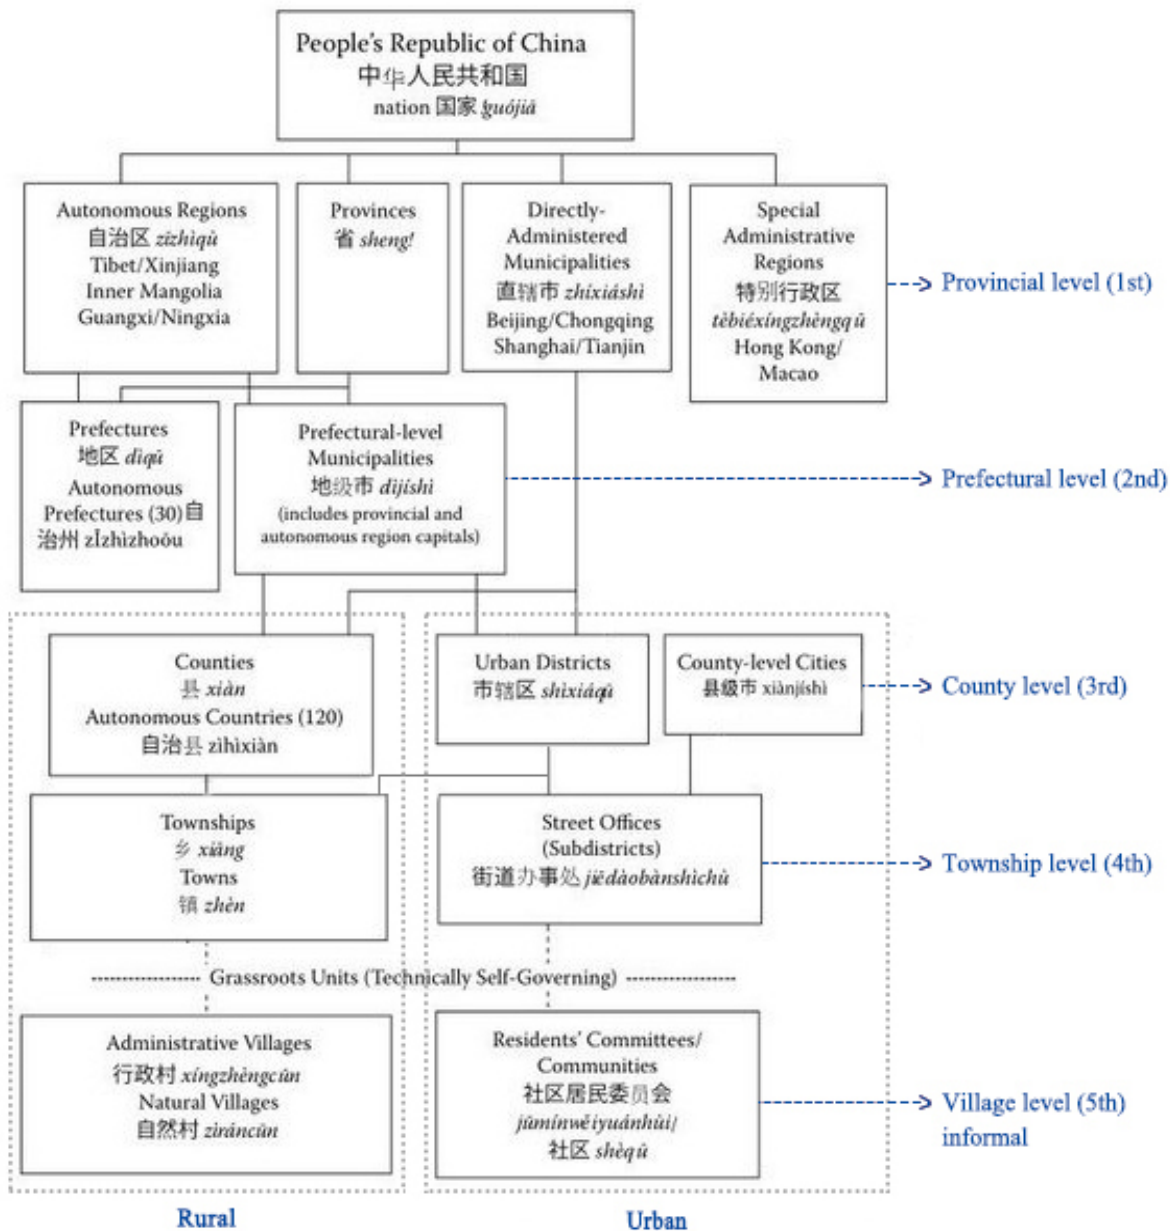 People's Republic of China
中华人民共和国
nation 国家 guójiā
Autonomous Regions
自治区 zìzhìqū
Tibet/Xinjiang
Inner Mangolia
Guangxi/Ningxia
Provinces
省 sheng!
Directly-
Administered
Municipalities
直辖市 zhíxiáshì
Beijing/Chongqing
Shanghai/Tianjin
Special
Administrative
Regions
特别行政区
tèbiéxíngzhèngqū
Hong Kong/
Macao
Provincial level (1st)
Prefectures
地区 dìqū
Autonomous
Prefectures (30)自
治州 zĪzhìzhoōu
Prefectural-level
Municipalities
地级市 dìjíshì
(includes provincial and
autonomous region capitals)
Prefectural level (2nd)
Counties
县 xiàn
Autonomous Countries (120)
自治县 zìhìxiàn
Urban Districts
市辖区 shìxiáqū
County-level Cities
县级市 xiànjíshì
County level (3rd)
Townships
乡 xiāng
Towns
镇 zhèn
Street Offices
(Subdistricts)
街道办事处 jiēdàobànshìchù
Township level (4th)
Grassroots Units (Technically Self-Governing)
Administrative Villages
行政村 xíngzhèngcūn
Natural Villages
自然村 zìráncūn
Residents' Committees/
Communities
社区居民委员会
jūmínwěiyuánhùi/
社区 shèqū
Village level (5th)
informal
Rural
Urban